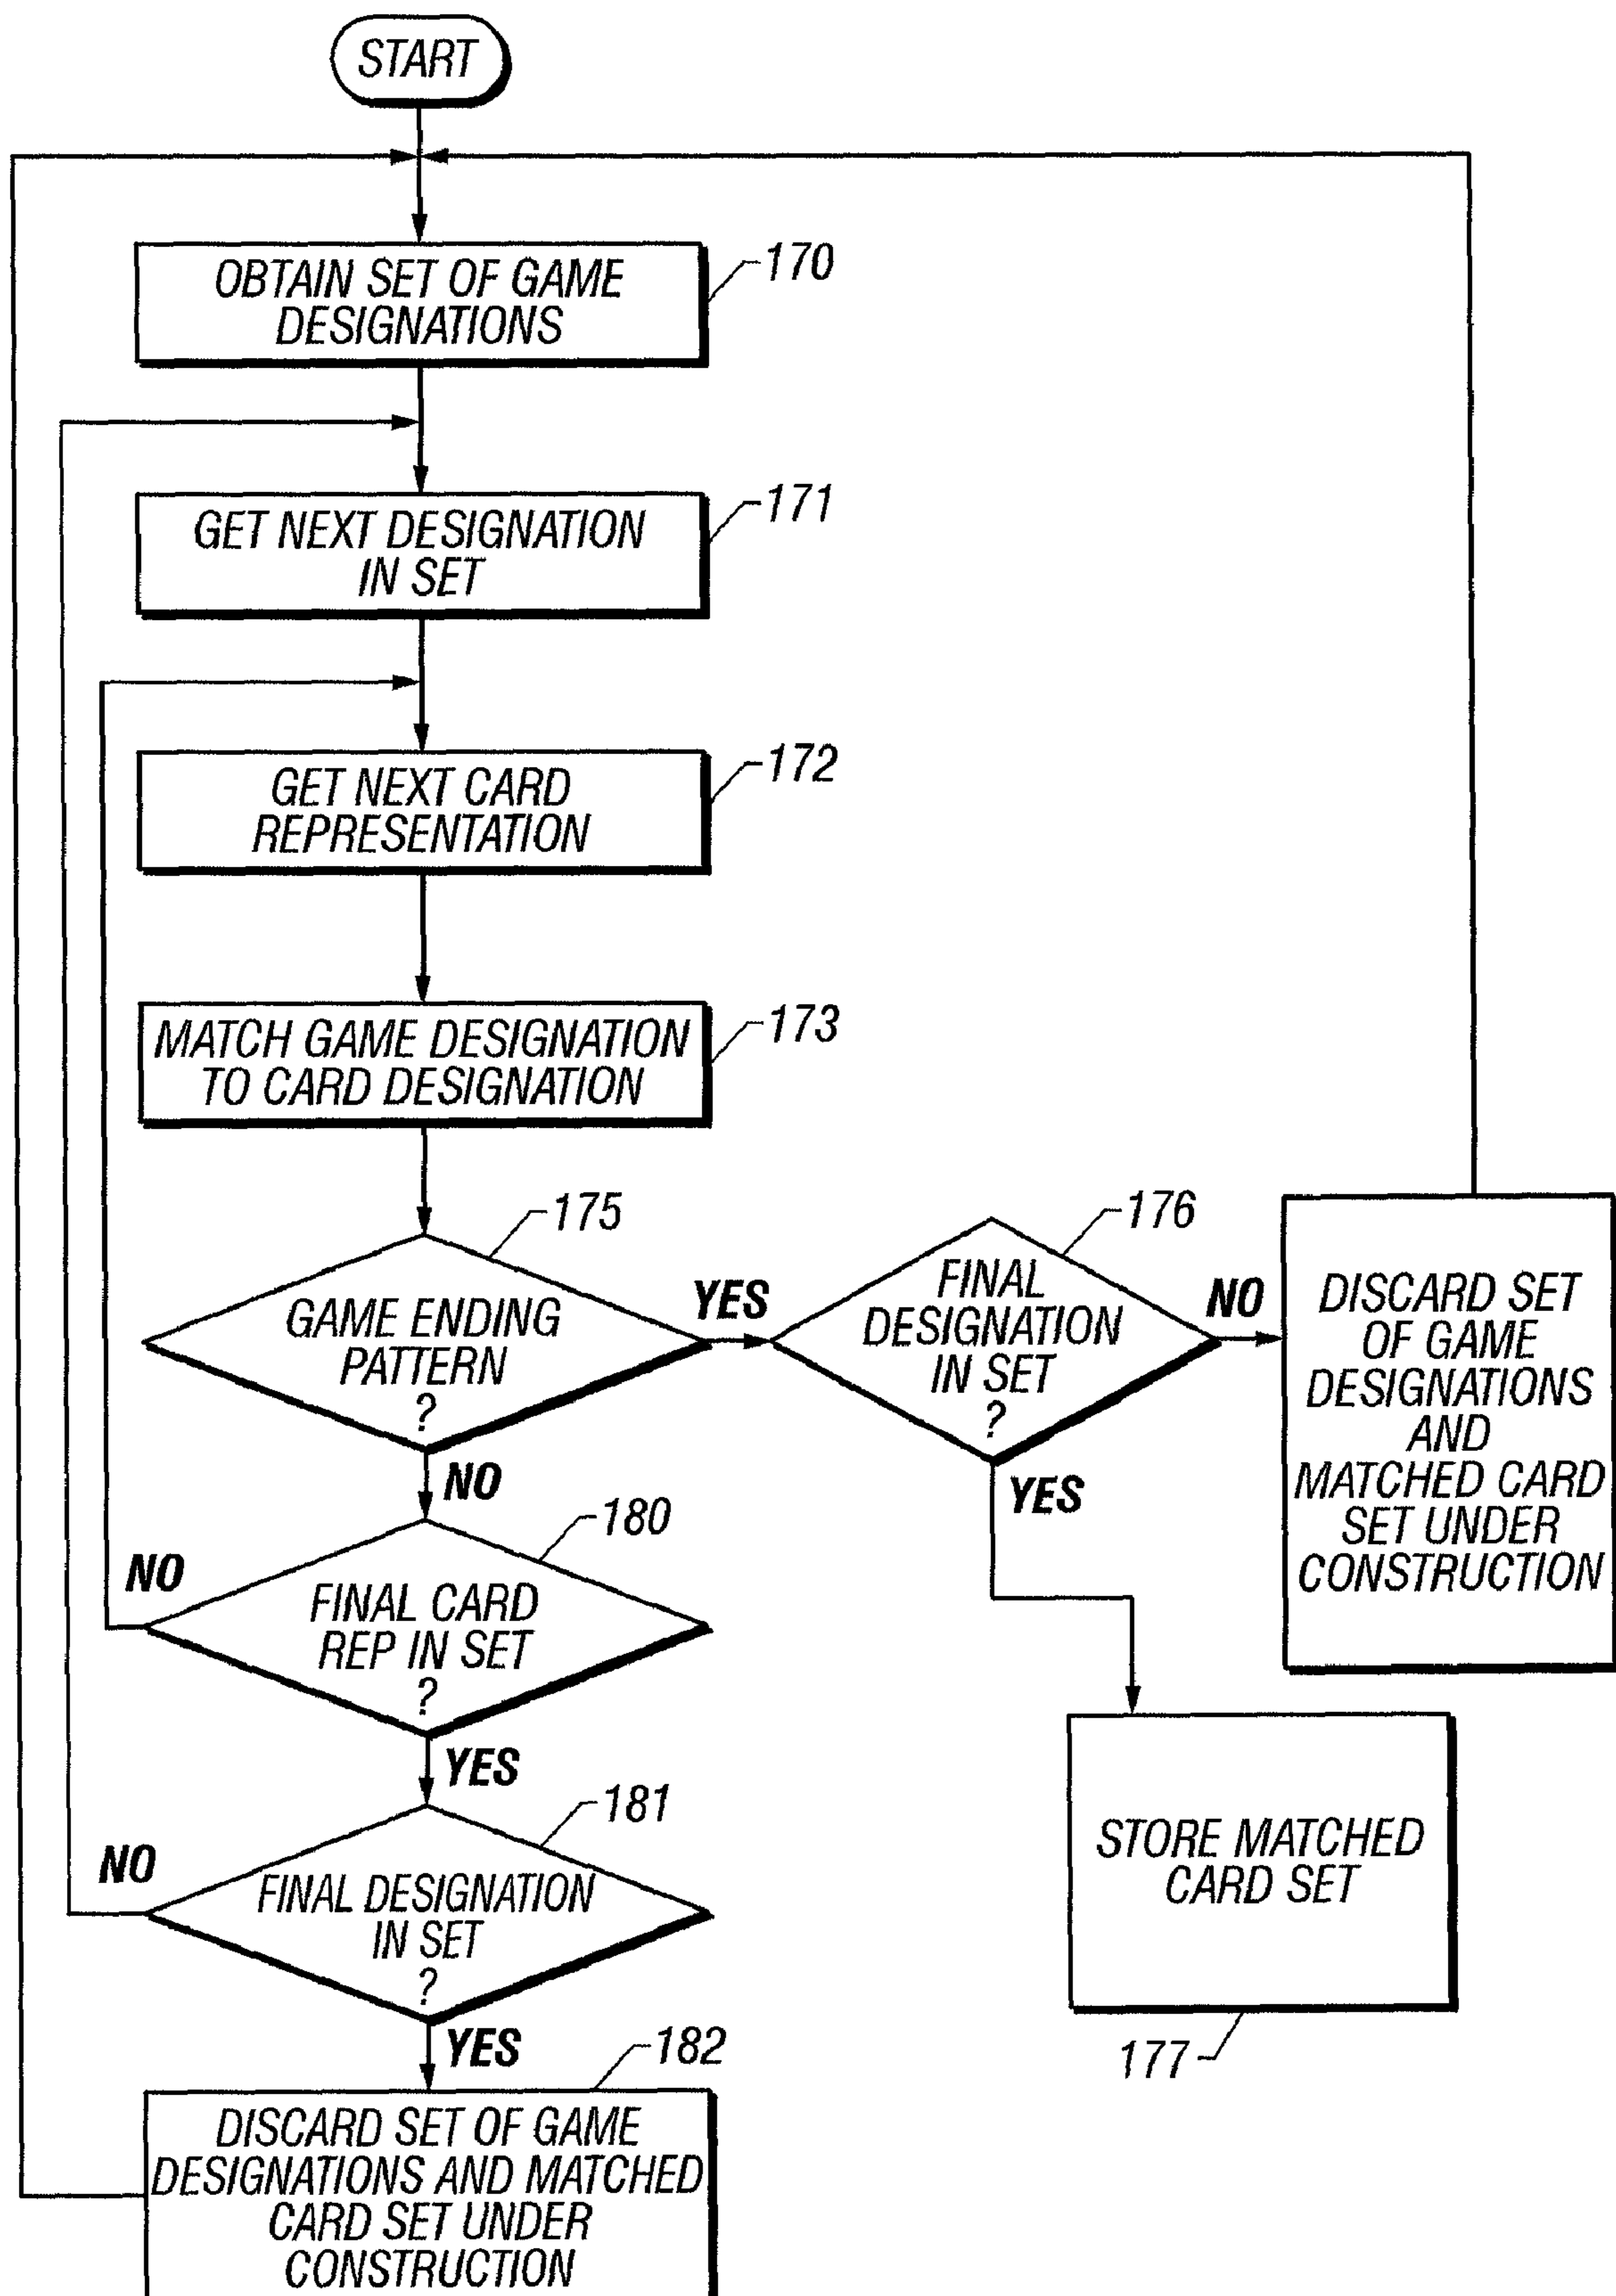 START
OBTAIN SET OF GAME
DESIGNATIONS
170
GET NEXT DESIGNATION
IN SET
171
GET NEXT CARD
REPRESENTATION
172
MATCH GAME DESIGNATION
TO CARD DESIGNATION
173
175
GAME ENDING
PATTERN
?
YES
NO
176
FINAL
DESIGNATION
IN SET
?
NO
YES
DISCARD SET
OF GAME
DESIGNATIONS
AND
MATCHED CARD
SET UNDER
CONSTRUCTION
180
FINAL CARD
REP IN SET
?
NO
YES
181
FINAL DESIGNATION
IN SET
?
NO
YES
STORE MATCHED
CARD SET
177
182
DISCARD SET OF GAME
DESIGNATIONS AND MATCHED
CARD SET UNDER
CONSTRUCTION